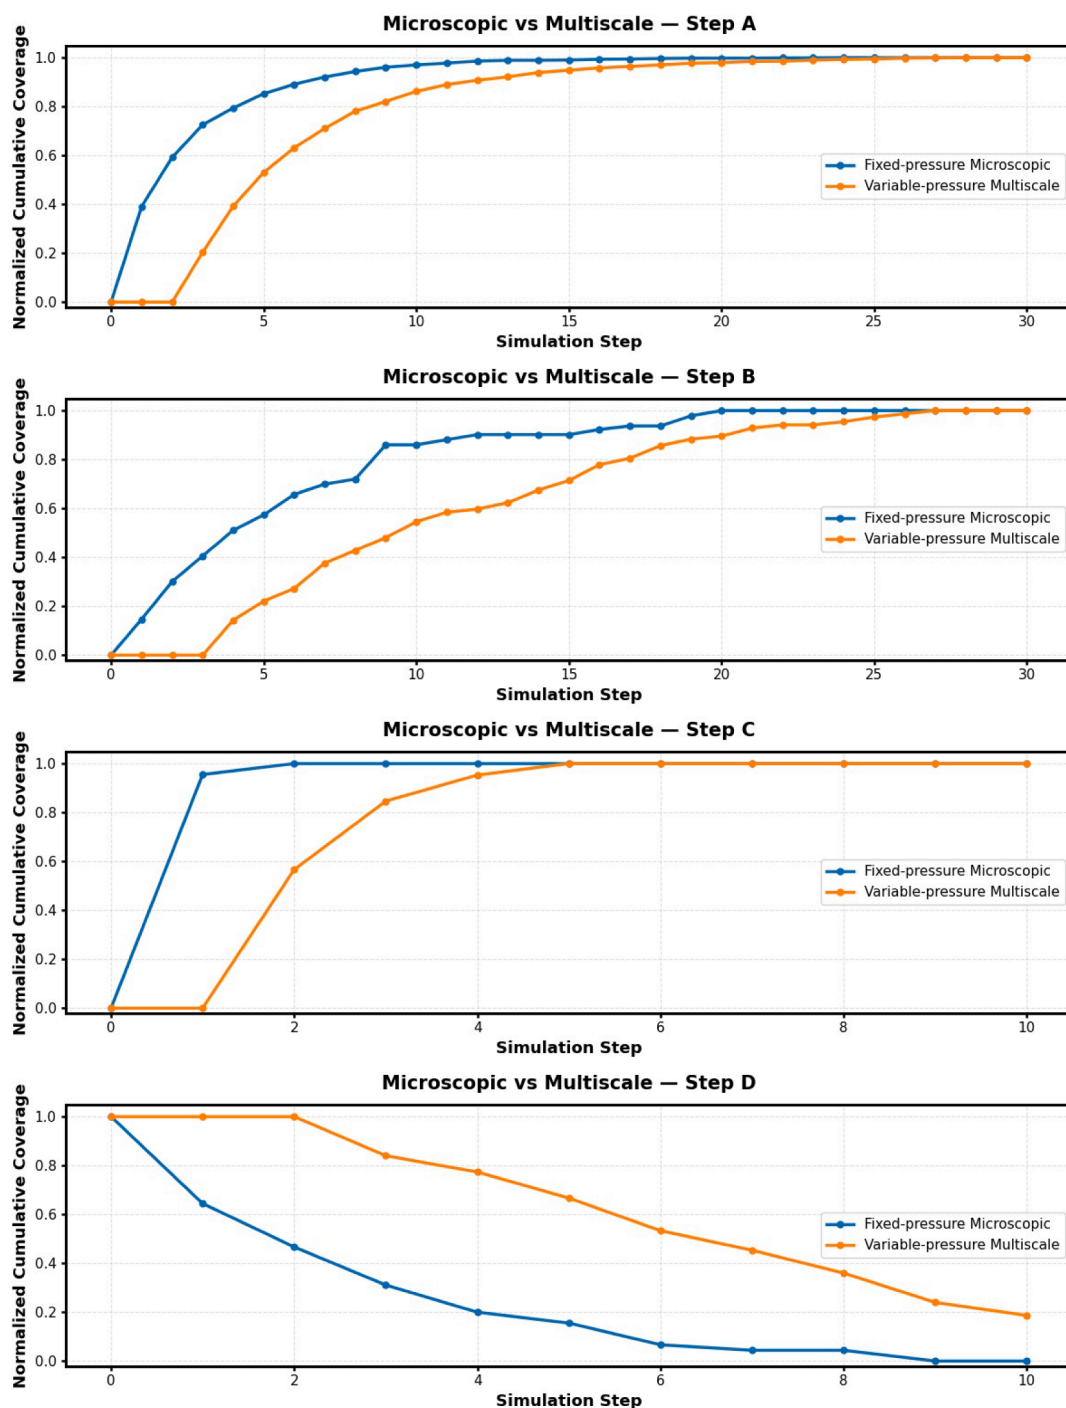 Microscopic vs Multiscale — Step A
Normalized Cumulative Coverage
1.0
0.8
0.6
0.4
0.2
0.0
Fixed-pressure Microscopic
Variable-pressure Multiscale
0 5 10 15 20 25 30
Simulation Step
Microscopic vs Multiscale — Step B
Normalized Cumulative Coverage
1.0
0.8
0.6
0.4
0.2
0.0
Fixed-pressure Microscopic
Variable-pressure Multiscale
0 5 10 15 20 25 30
Simulation Step
Microscopic vs Multiscale — Step C
Normalized Cumulative Coverage
1.0
0.8
0.6
0.4
0.2
0.0
Fixed-pressure Microscopic
Variable-pressure Multiscale
0 2 4 6 8 10
Simulation Step
Microscopic vs Multiscale — Step D
Normalized Cumulative Coverage
1.0
0.8
0.6
0.4
0.2
0.0
Fixed-pressure Microscopic
Variable-pressure Multiscale
0 2 4 6 8 10
Simulation Step